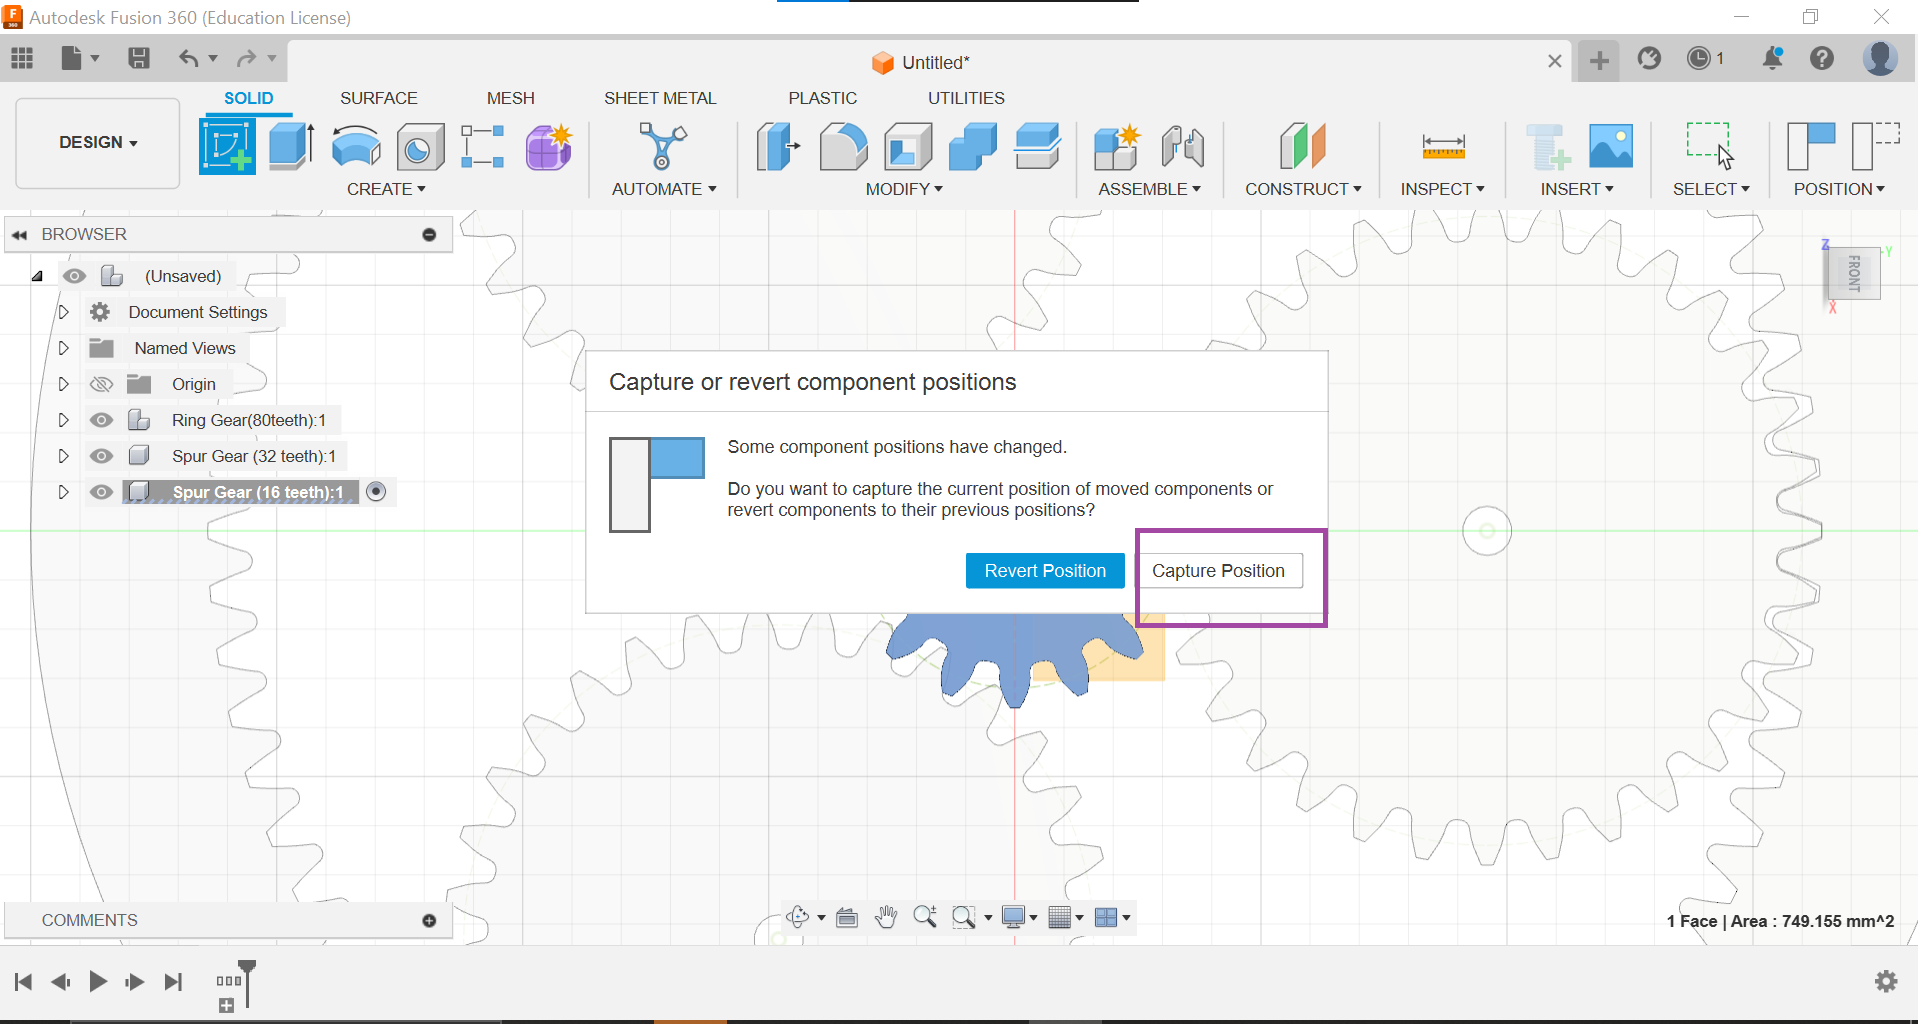 Autodesk Fusion 360 (Education License)
Untitled*
1
SOLID SURFACE MESH SHEET METAL PLASTIC UTILITIES
DESIGN
CREATE AUTOMATE MODIFY ASSEMBLE CONSTRUCT INSPECT INSERT SELECT POSITION
BROWSER
(Unsaved)
Document Settings
Named Views
Origin
Ring Gear(80teeth):1
Spur Gear (32 teeth):1
Spur Gear (16 teeth):1
Z
Y
FRONT
X
Capture or revert component positions
Some component positions have changed.
Do you want to capture the current position of moved components or
revert components to their previous positions?
Revert Position Capture Position
COMMENTS
1 Face | Area : 749.155 mm^2